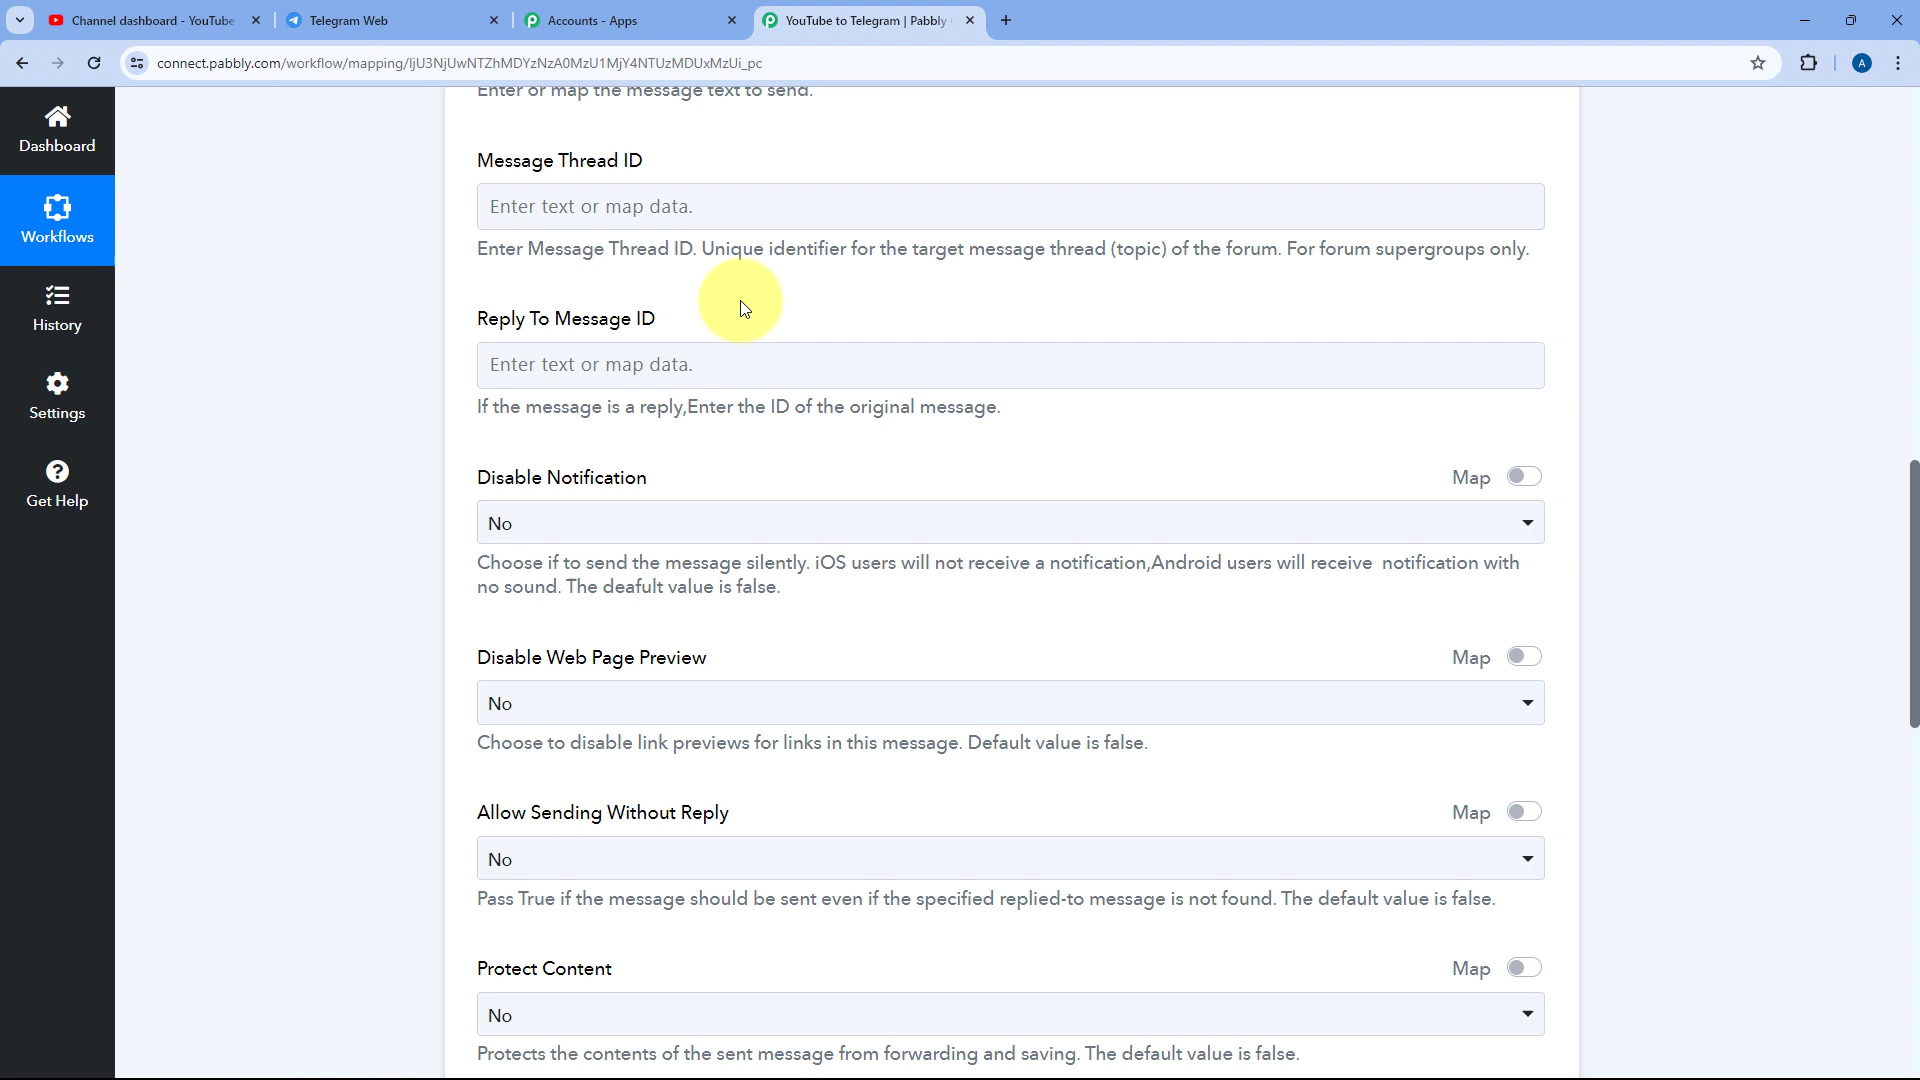 Channel dashboard - YouTube
Telegram Web
Accounts - Apps
YouTube to Telegram | Pabbly
connect.pabbly.com/workflow/mapping/IjU3NjUwNTZhMDYzNzA0MzU1MjY4NTUzMDUxMzUi_pc
A
Dashboard
Workflows
History
Settings
Get Help
Enter or map the message text to send.
Message Thread ID
Enter text or map data.
Enter Message Thread ID. Unique identifier for the target message thread (topic) of the forum. For forum supergroups only.
Reply To Message ID
Enter text or map data.
If the message is a reply,Enter the ID of the original message.
Disable Notification
Map
No
Choose if to send the message silently. iOS users will not receive a notification,Android users will receive notification with
no sound. The deafult value is false.
Disable Web Page Preview
Map
No
Choose to disable link previews for links in this message. Default value is false.
Allow Sending Without Reply
Map
No
Pass True if the message should be sent even if the specified replied-to message is not found. The default value is false.
Protect Content
Map
No
Protects the contents of the sent message from forwarding and saving. The default value is false.